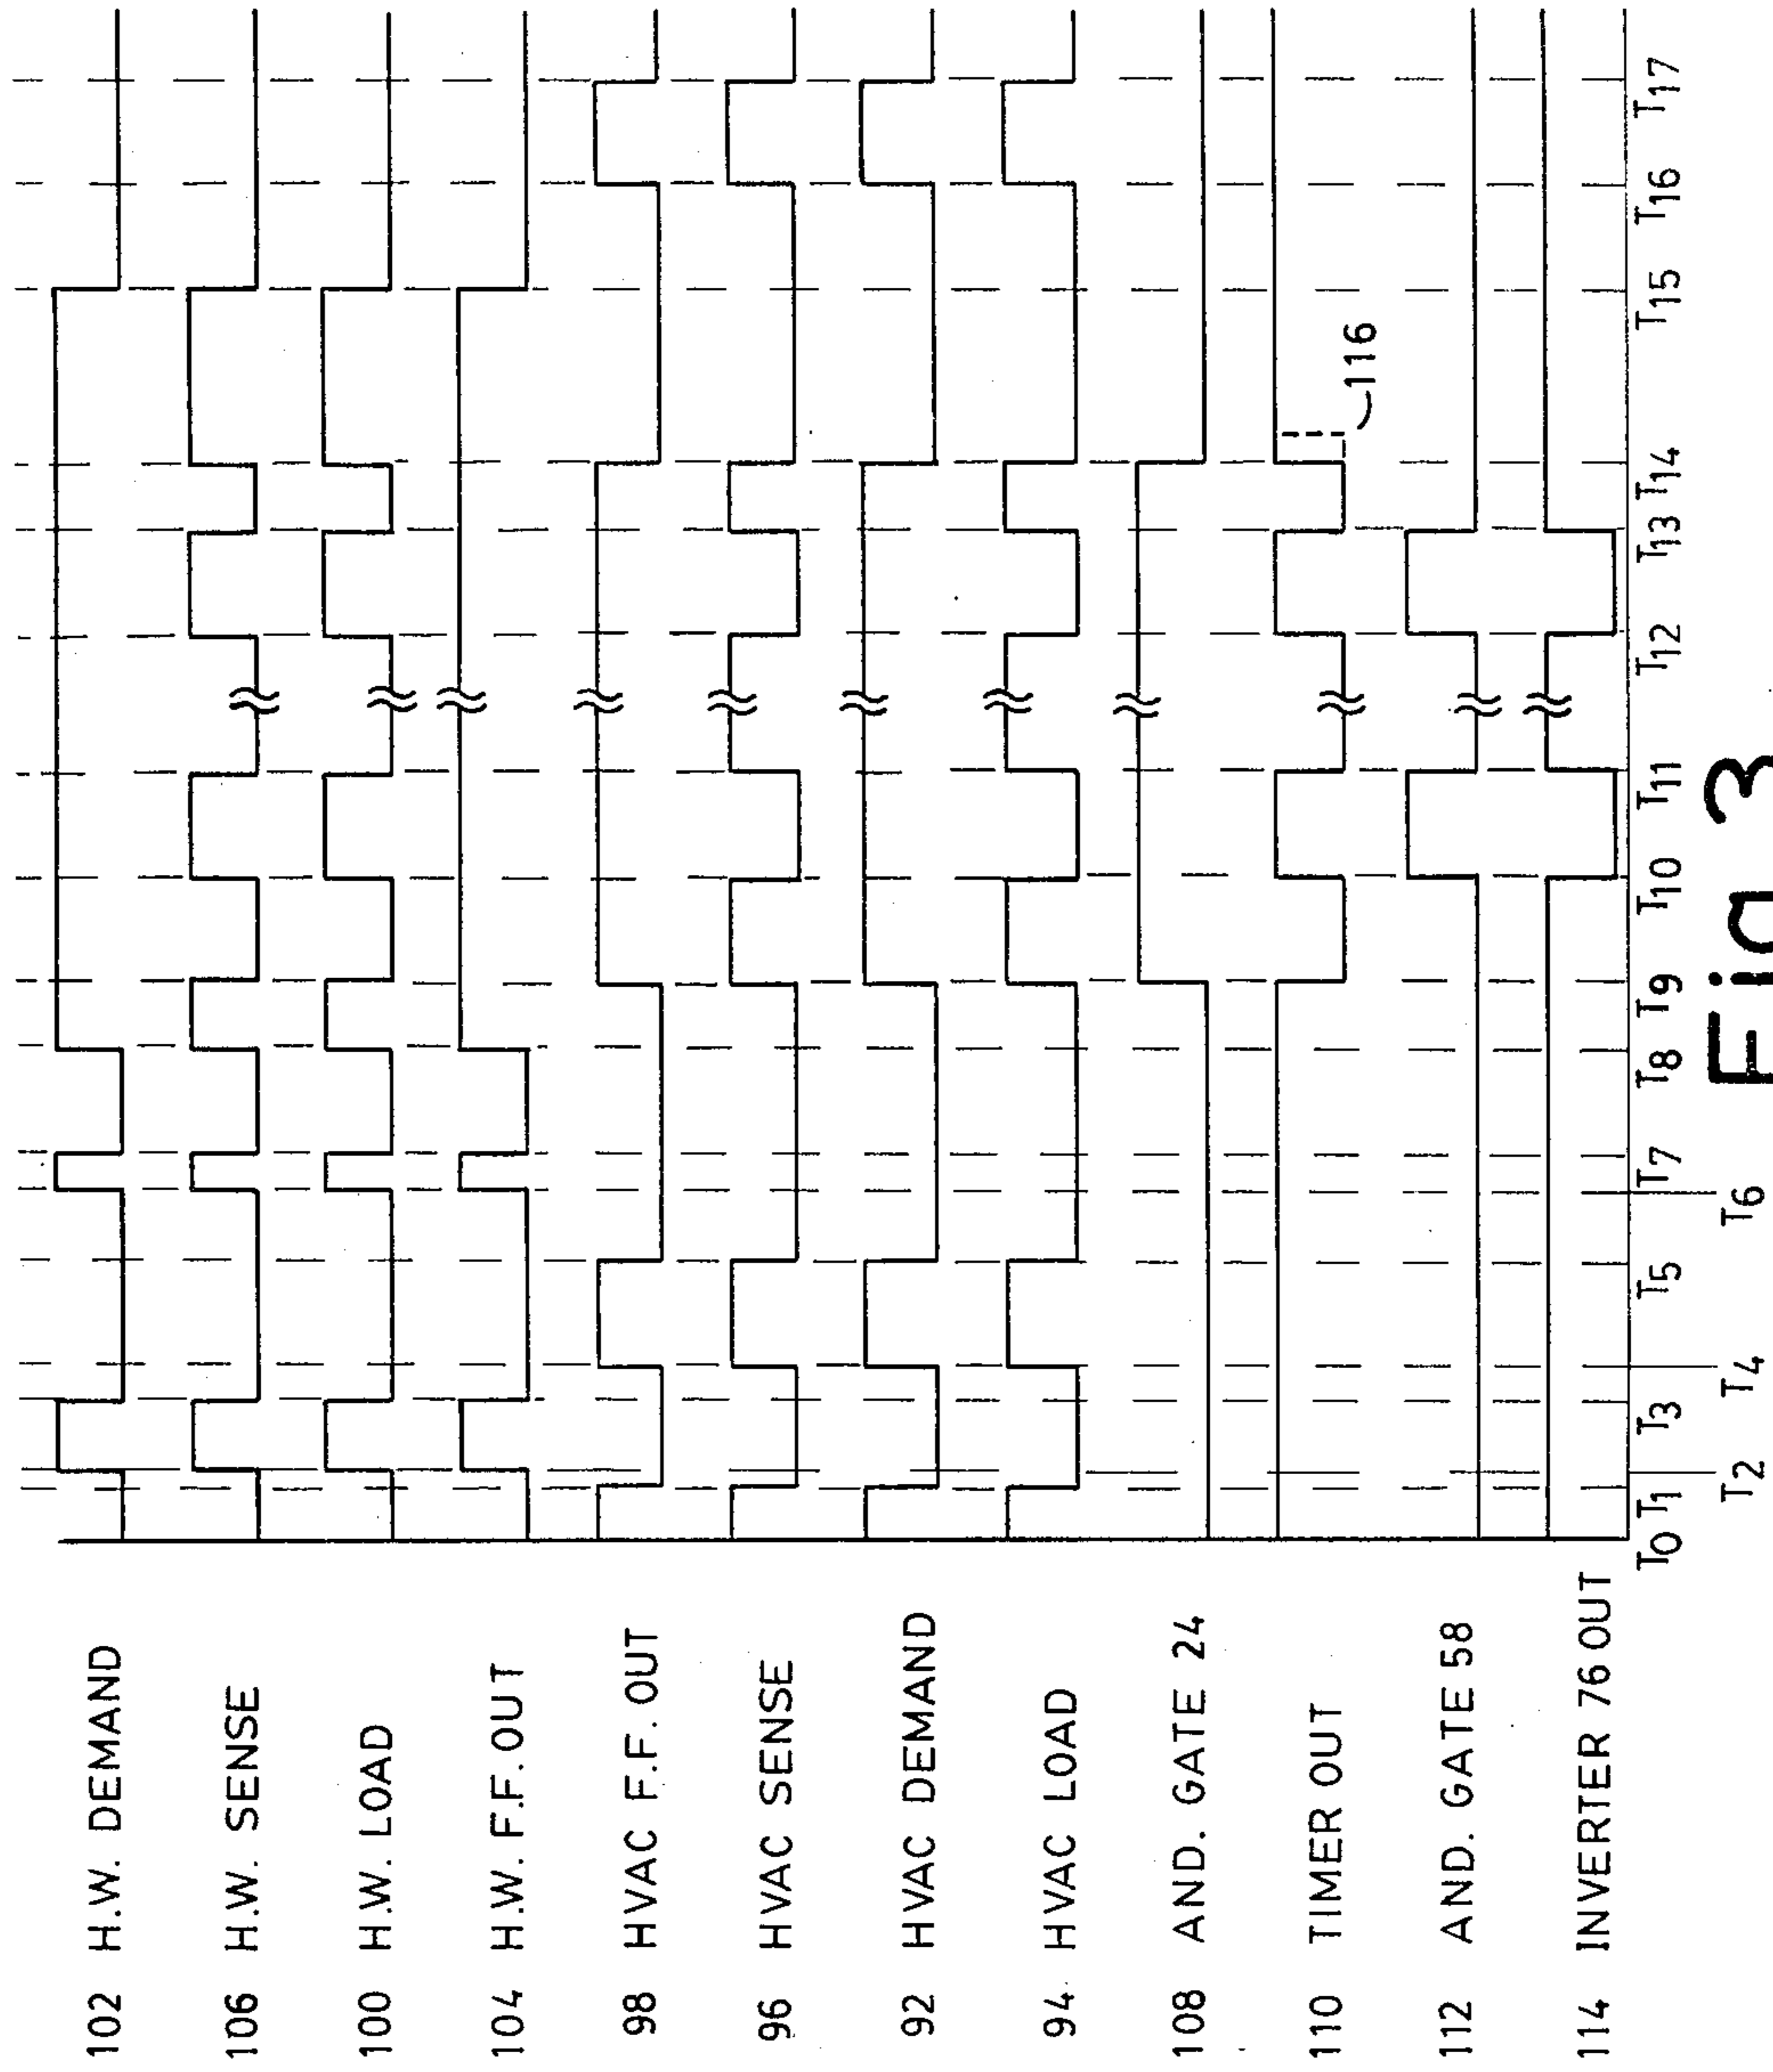 102 H.W. DEMAND
106 H.W. SENSE
100 H.W. LOAD
104 H.W. F.F. OUT
98 HVAC F.F. OUT
96 HVAC SENSE
92 HVAC DEMAND
94 HVAC LOAD
108 AND. GATE 24
110 TIMER OUT
112 AND. GATE 58
114 INVERTER 76 OUT
116
T0 T1 T3 T5 T7 T8 T9 T10 T11 T12 T13 T14 T15 T16 T17
T2 T4 T6
Fig 3